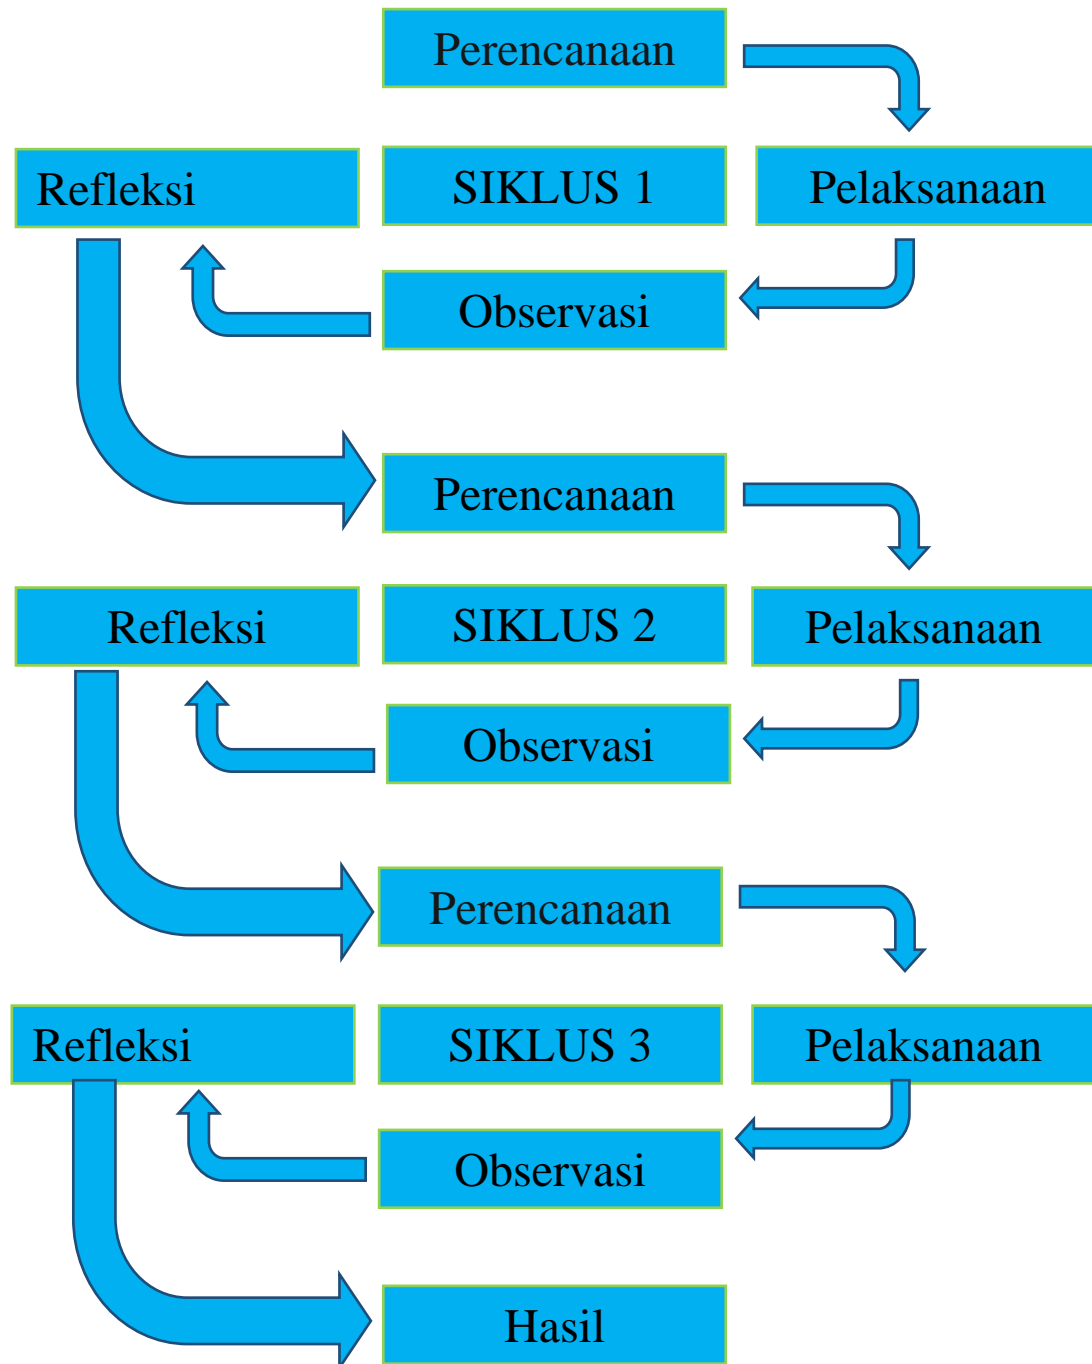 Perencanaan
Refleksi
SIKLUS 1
Pelaksanaan
Observasi
Perencanaan
Refleksi
SIKLUS 2
Pelaksanaan
Observasi
Perencanaan
Refleksi
SIKLUS 3
Pelaksanaan
Observasi
Hasil